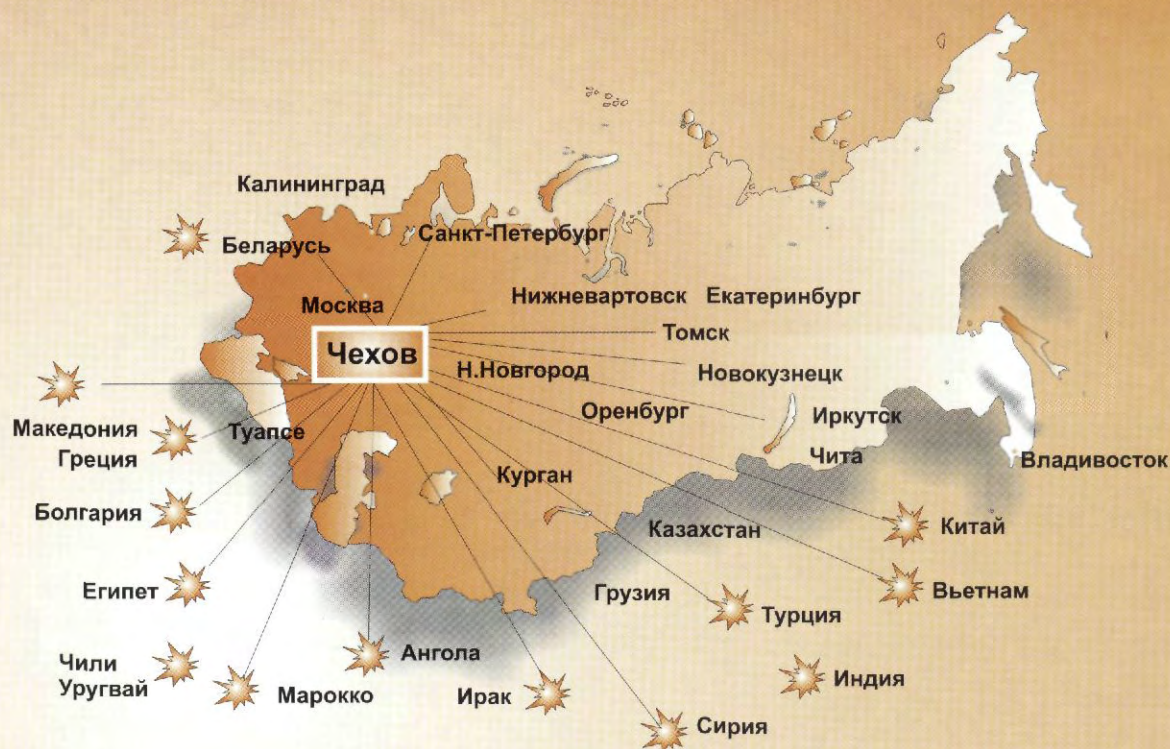 Калининград
Беларусь
Санкт-Петербург
Москва
Нижневартовск Екатеринбург
Томск
Чехов
Н.Новгород
Новокузнецк
Македония
Туапсе
Оренбург
Иркутск
Греция
Чита
Владивосток
Курган
Болгария
Казахстан
Китай
Египет
Грузия
Вьетнам
Турция
Чили
Уругвай
Ангола
Марокко
Ирак
Индия
Сирия